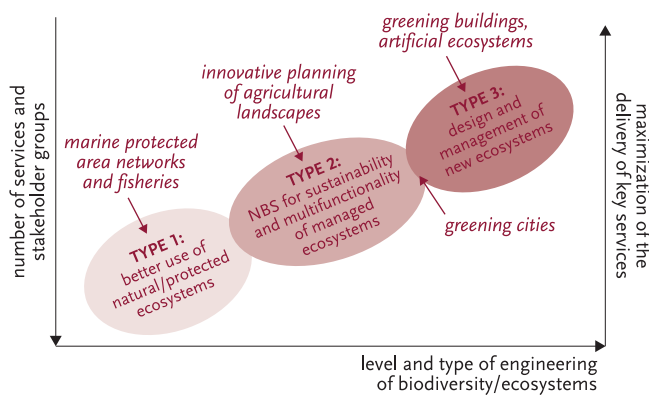 greening buildings,
artificial ecosystems
innovative planning
of agricultural
landscapes
marine protected
area networks
and fisheries
number of services and
stakeholder groups
TYPE 1:
better use of
natural/protected
ecosystems
TYPE 2:
NBS for sustainability
and multifunctionality
of managed
ecosystems
TYPE 3:
design and
management of
new ecosystems
greening cities
maximization of the
delivery of key services
level and type of engineering
of biodiversity/ecosystems